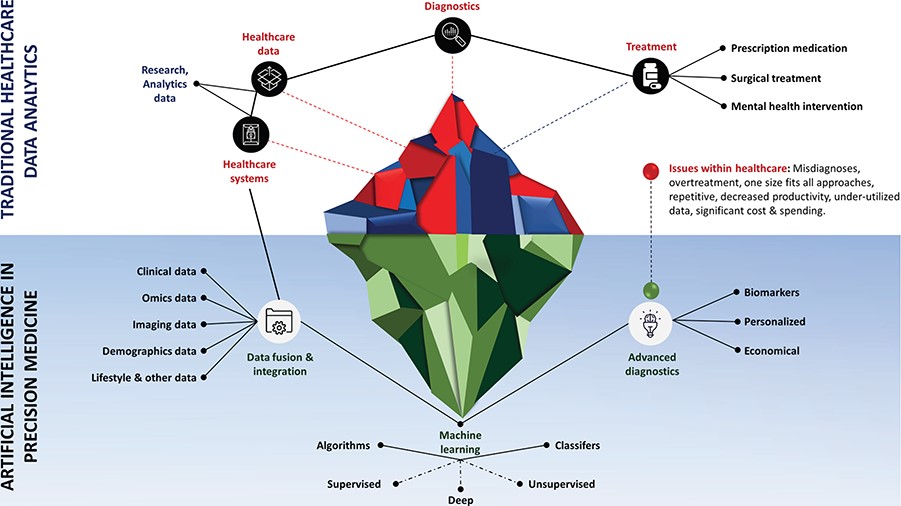 TRADITIONAL HEALTHCARE
DATA ANALYTICS
Diagnostics
Healthcare
data
Treatment
Research,
Analytics
data
Prescription medication
Surgical treatment
Mental health intervention
Healthcare
systems
Issues within healthcare: Misdiagnoses,
overtreatment, one size fits all approaches,
repetitive, decreased productivity, under-utilized
data, significant cost & spending.
ARTIFICIAL INTELLIGENCE IN
PRECISION MEDICINE
Clinical data
Omics data
Imaging data
Demographics data
Lifestyle & other data
Data fusion &
integration
Biomarkers
Personalized
Economical
Advanced
diagnostics
Machine
learning
Algorithms
Classifers
Supervised
Unsupervised
Deep